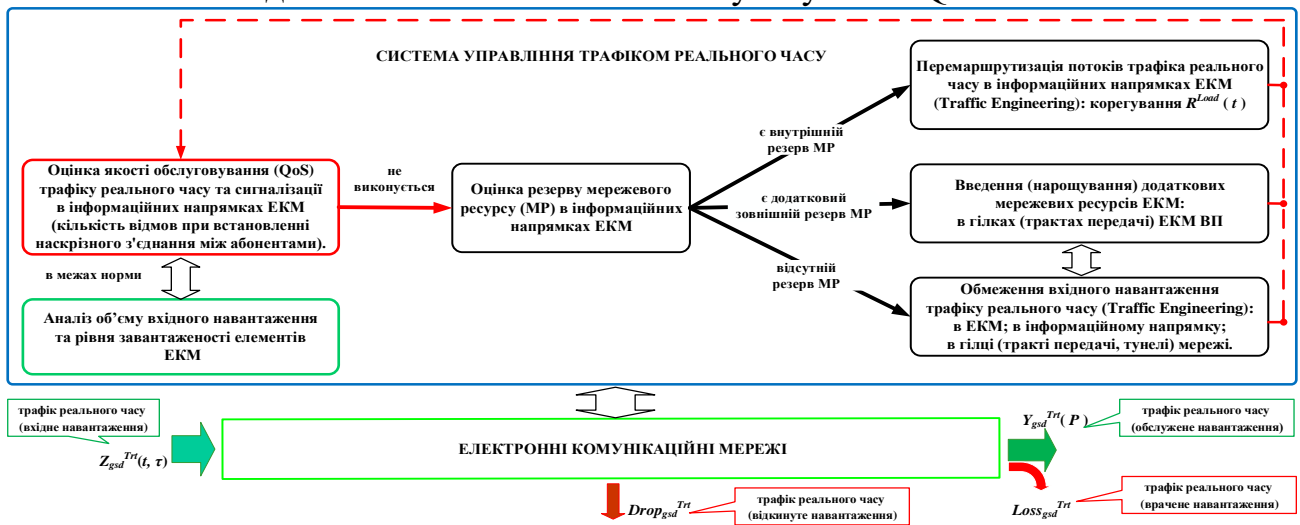 СИСТЕМА УПРАВЛІННЯ ТРАФІКОМ РЕАЛЬНОГО ЧАСУ
Перемаршрутизація потоків трафіка реального
часу в інформаційних напрямках ЕКМ
(Traffic Engineering): корегування R^Load ( t )
є внутрішній
резерв МР
Оцінка якості обслуговування (QoS)
трафіку реального часу та сигналізації
в інформаційних напрямках ЕКМ
(кількість відмов при встановленні
наскрізного з'єднання між абонентами).
не
виконується
Оцінка резерву мережевого
ресурсу (МР) в інформаційних
напрямках ЕКМ
є додатковий
зовнішній резерв МР
Введення (нарощування) додаткових
мережевих ресурсів ЕКМ:
в гілках (трактах передачі) ЕКМ ВП
в межах норми
відсутній
резерв МР
Аналіз об’єму вхідного навантаження
та рівня завантаженості елементів
ЕКМ
Обмеження вхідного навантаження
трафіку реального часу (Traffic Engineering):
в ЕКМ; в інформаційному напрямку;
в гілці (тракті передачі, тунелі) мережі.
трафік реального часу
(вхідне навантаження)
Z_gsd^Trt(t, τ)
ЕЛЕКТРОННІ КОМУНІКАЦІЙНІ МЕРЕЖІ
Y_gsd^Trt( P )
трафік реального часу
(обслужене навантаження)
Drop_gsd^Trt
трафік реального часу
(відкинуте навантаження)
Loss_gsd^Trt
трафік реального часу
(врачене навантаження)